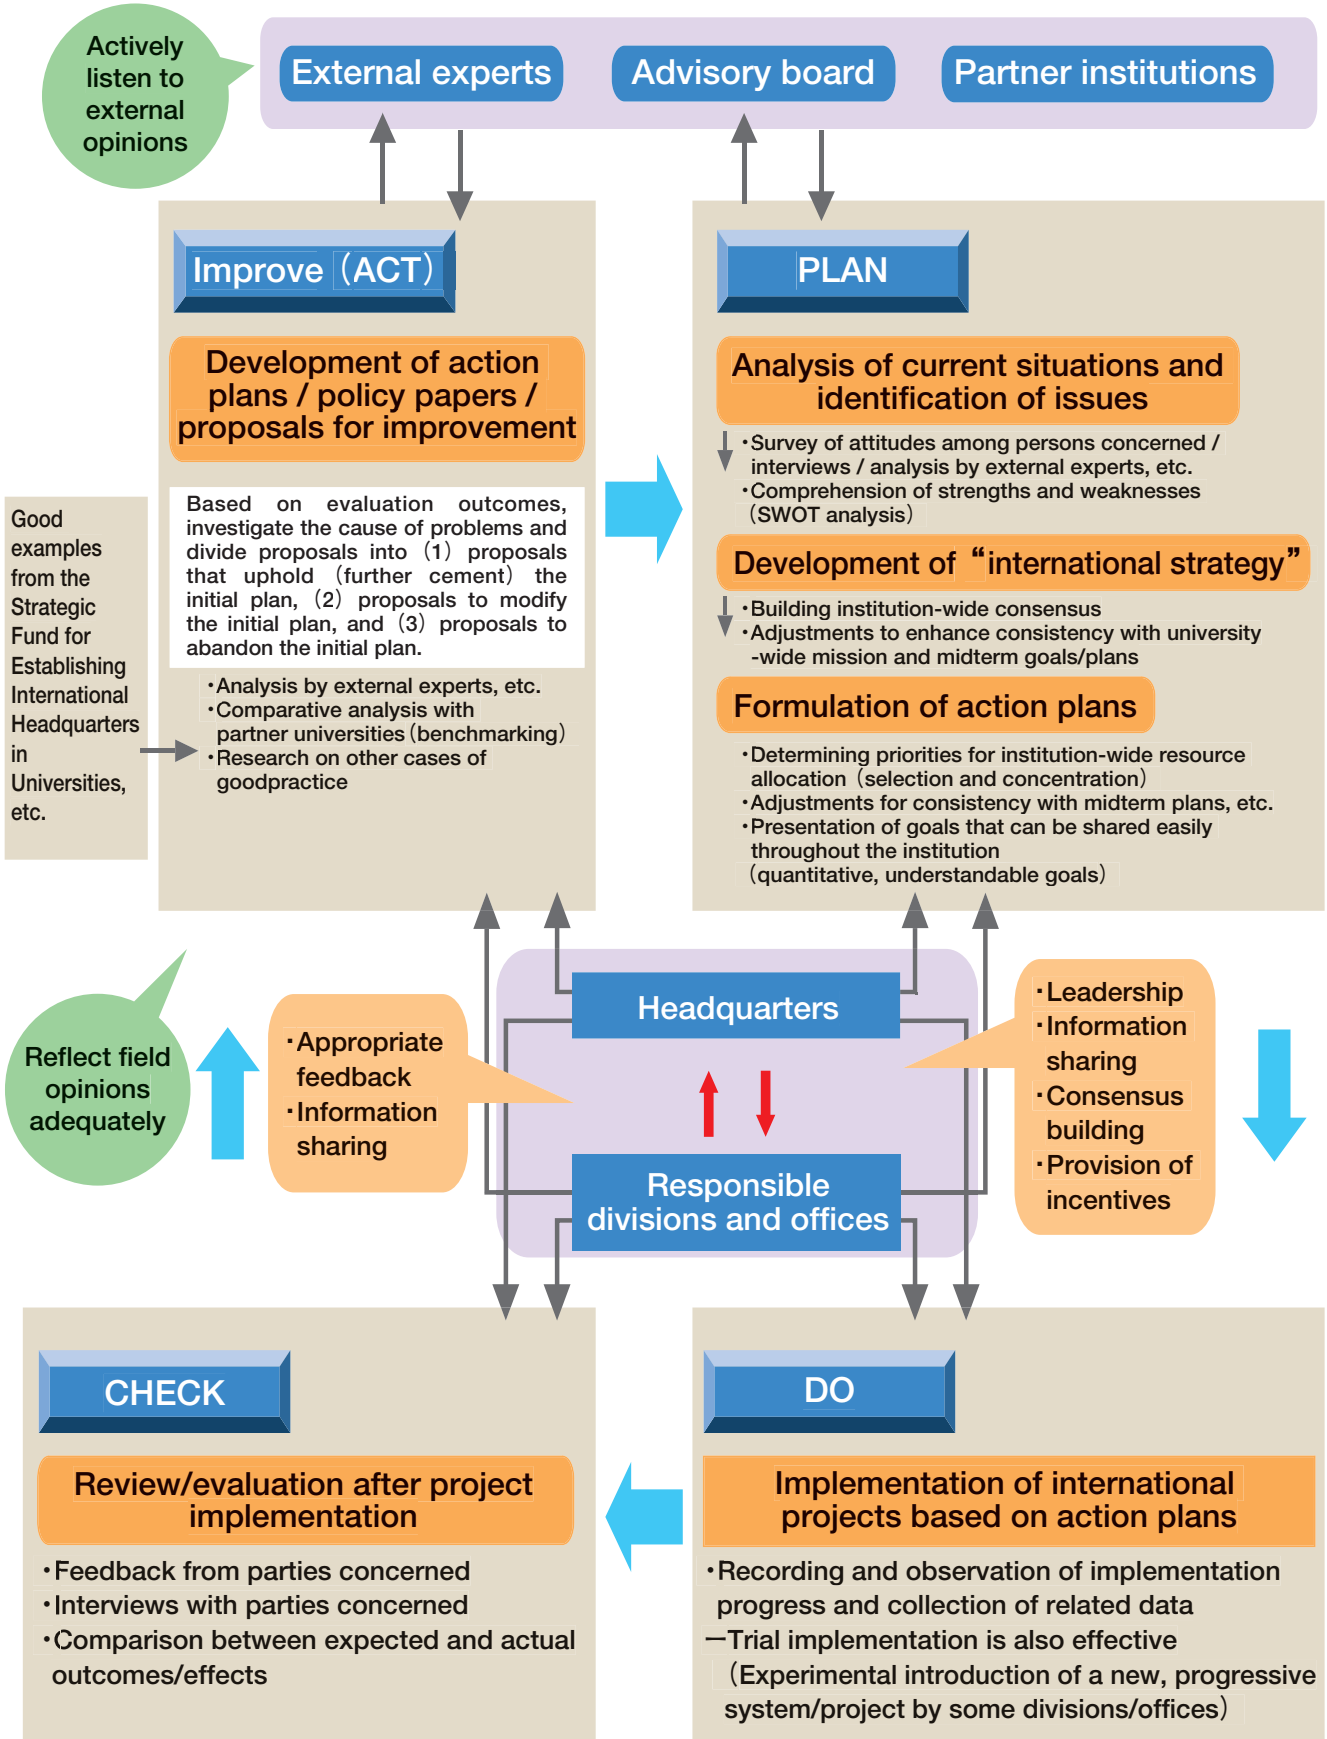 Actively
listen to
external
opinions
External experts
Advisory board
Partner institutions
Improve（ACT）
Development of action
plans / policy papers /
proposals for improvement
Based on evaluation outcomes,
investigate the cause of problems and
divide proposals into（1）proposals
that uphold（further cement）the
initial plan,（2）proposals to modify
the initial plan, and（3）proposals to
abandon the initial plan.
・Analysis by external experts, etc.
・Comparative analysis with
partner universities（benchmarking）
・Research on other cases of
goodpractice
Good
examples
from the
Strategic
Fund for
Establishing
International
Headquarters
in
Universities,
etc.
PLAN
Analysis of current situations and
identification of issues
・Survey of attitudes among persons concerned /
interviews / analysis by external experts, etc.
・Comprehension of strengths and weaknesses
（SWOT analysis）
Development of “international strategy”
・Building institution-wide consensus
・Adjustments to enhance consistency with university
-wide mission and midterm goals/plans
Formulation of action plans
・Determining priorities for institution-wide resource
allocation（selection and concentration）
・Adjustments for consistency with midterm plans, etc.
・Presentation of goals that can be shared easily
throughout the institution
（quantitative, understandable goals）
Reflect field
opinions
adequately
・Appropriate
feedback
・Information
sharing
Headquarters
Responsible
divisions and offices
・Leadership
・Information
sharing
・Consensus
building
・Provision of
incentives
CHECK
Review/evaluation after project
implementation
・Feedback from parties concerned
・Interviews with parties concerned
・Comparison between expected and actual
outcomes/effects
DO
Implementation of international
projects based on action plans
・Recording and observation of implementation
progress and collection of related data
－Trial implementation is also effective
（Experimental introduction of a new, progressive
system/project by some divisions/offices）